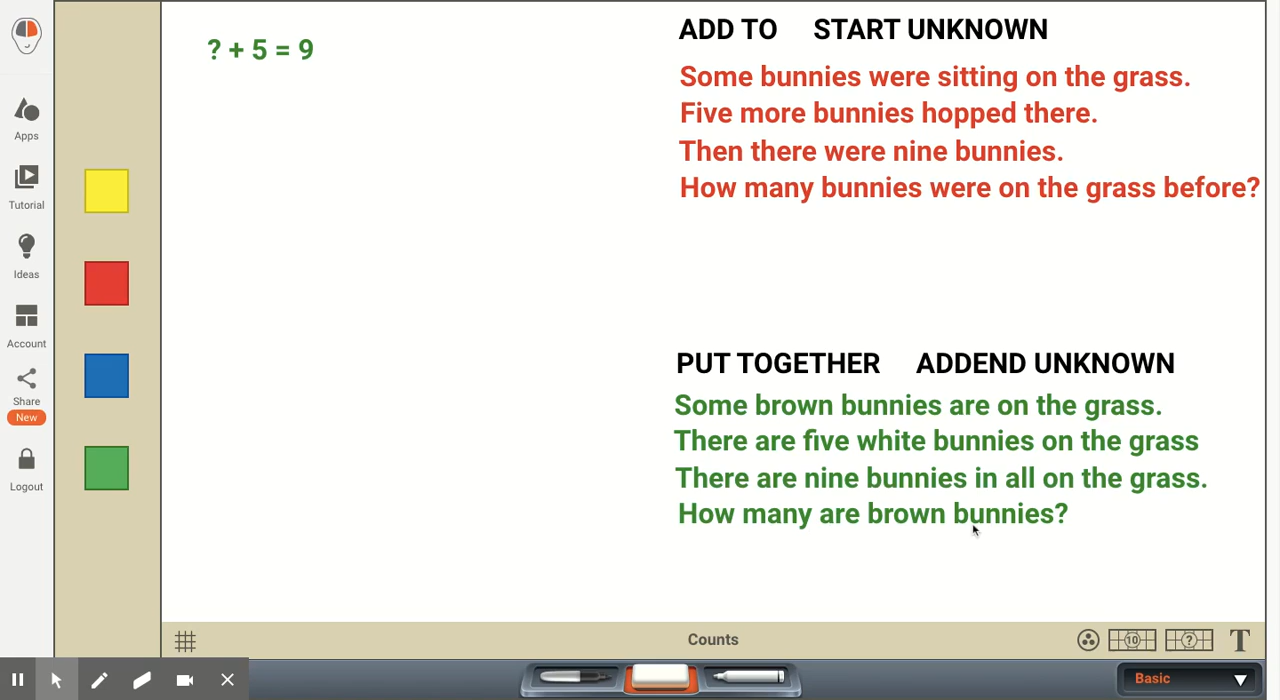 ? + 5 = 9
ADD TO START UNKNOWN
Some bunnies were sitting on the grass.
Five more bunnies hopped there.
Then there were nine bunnies.
How many bunnies were on the grass before?
PUT TOGETHER ADDEND UNKNOWN
Some brown bunnies are on the grass.
There are five white bunnies on the grass
There are nine bunnies in all on the grass.
How many are brown bunnies?
Apps
Tutorial
Ideas
Account
Share
New
Logout
Counts
10
?
T
Basic